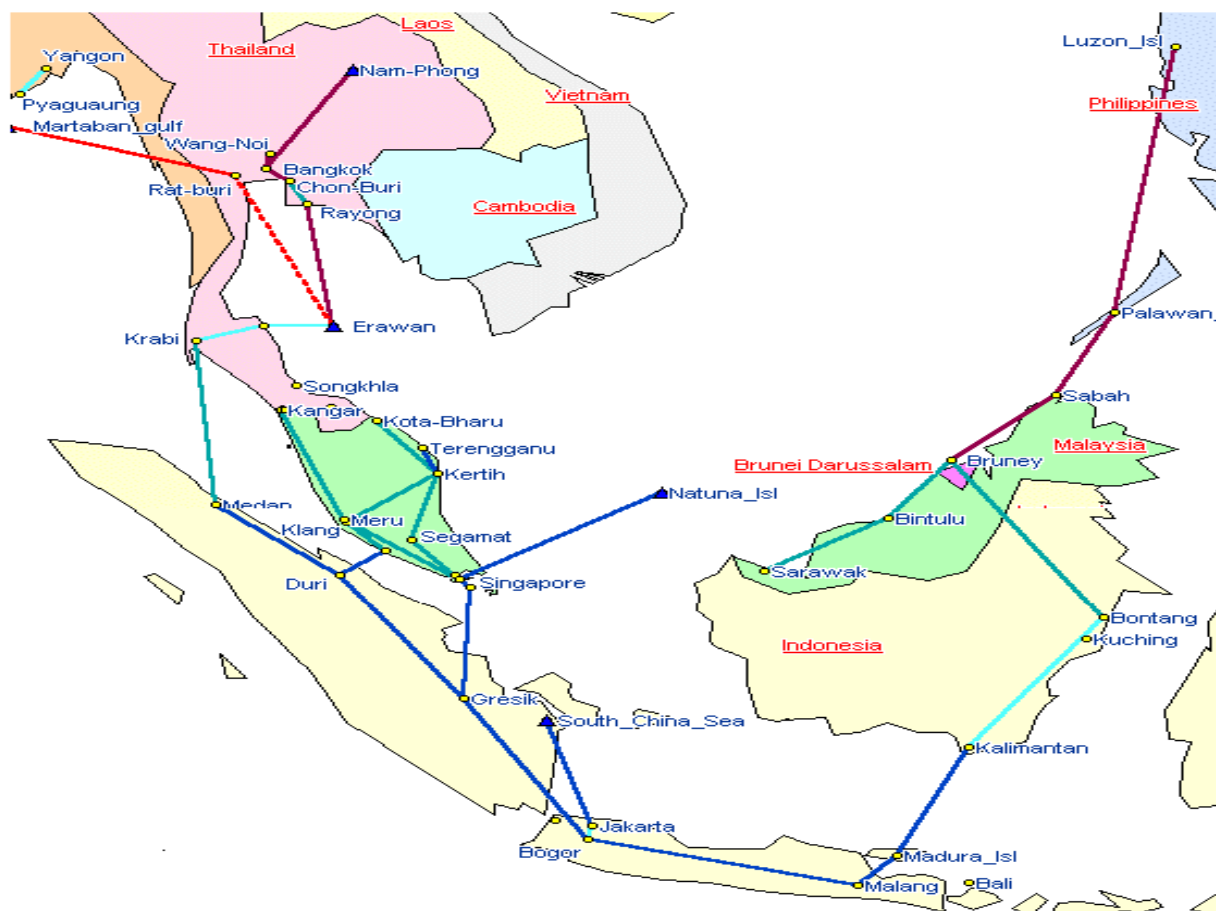 Laos
Luzon_Isl
Thailand
Yangon
Nam-Phong
Vietnam
Pyaguaung
Philippines
Martaban_gulf
Wang-Noi
Bangkok
Rat-buri
Chon-Buri
Rayong
Cambodia
Krabi
Erawan
Palawan_
Songkhla
Sabah
Kangar
Kota-Bharu
Terengganu
Malaysia
Brunei Darussalam
Bruney
Kertih
Natuna_Isl
Medan
Meru
Klang
Segamat
Bintulu
Duri
Singapore
Sarawak
Bontang
Kuching
Indonesia
Gresik
South_China_Sea
Kalimantan
Jakarta
Bogor
Madura_Isl
Malang
Bali